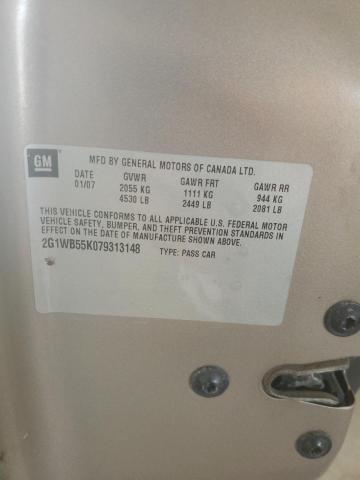 GM
MFD BY GENERAL MOTORS OF CANADA LTD.
DATE GVWR GAWR FRT GAWR RR
01/07 2055 KG 1111 KG 944 KG
4530 LB 2449 LB 2081 LB
THIS VEHICLE CONFORMS TO ALL APPLICABLE U.S. FEDERAL MOTOR
VEHICLE SAFETY, BUMPER, AND THEFT PREVENTION STANDARDS IN
EFFECT ON THE DATE OF MANUFACTURE SHOWN ABOVE.
2G1WB55K079313148 TYPE: PASS CAR